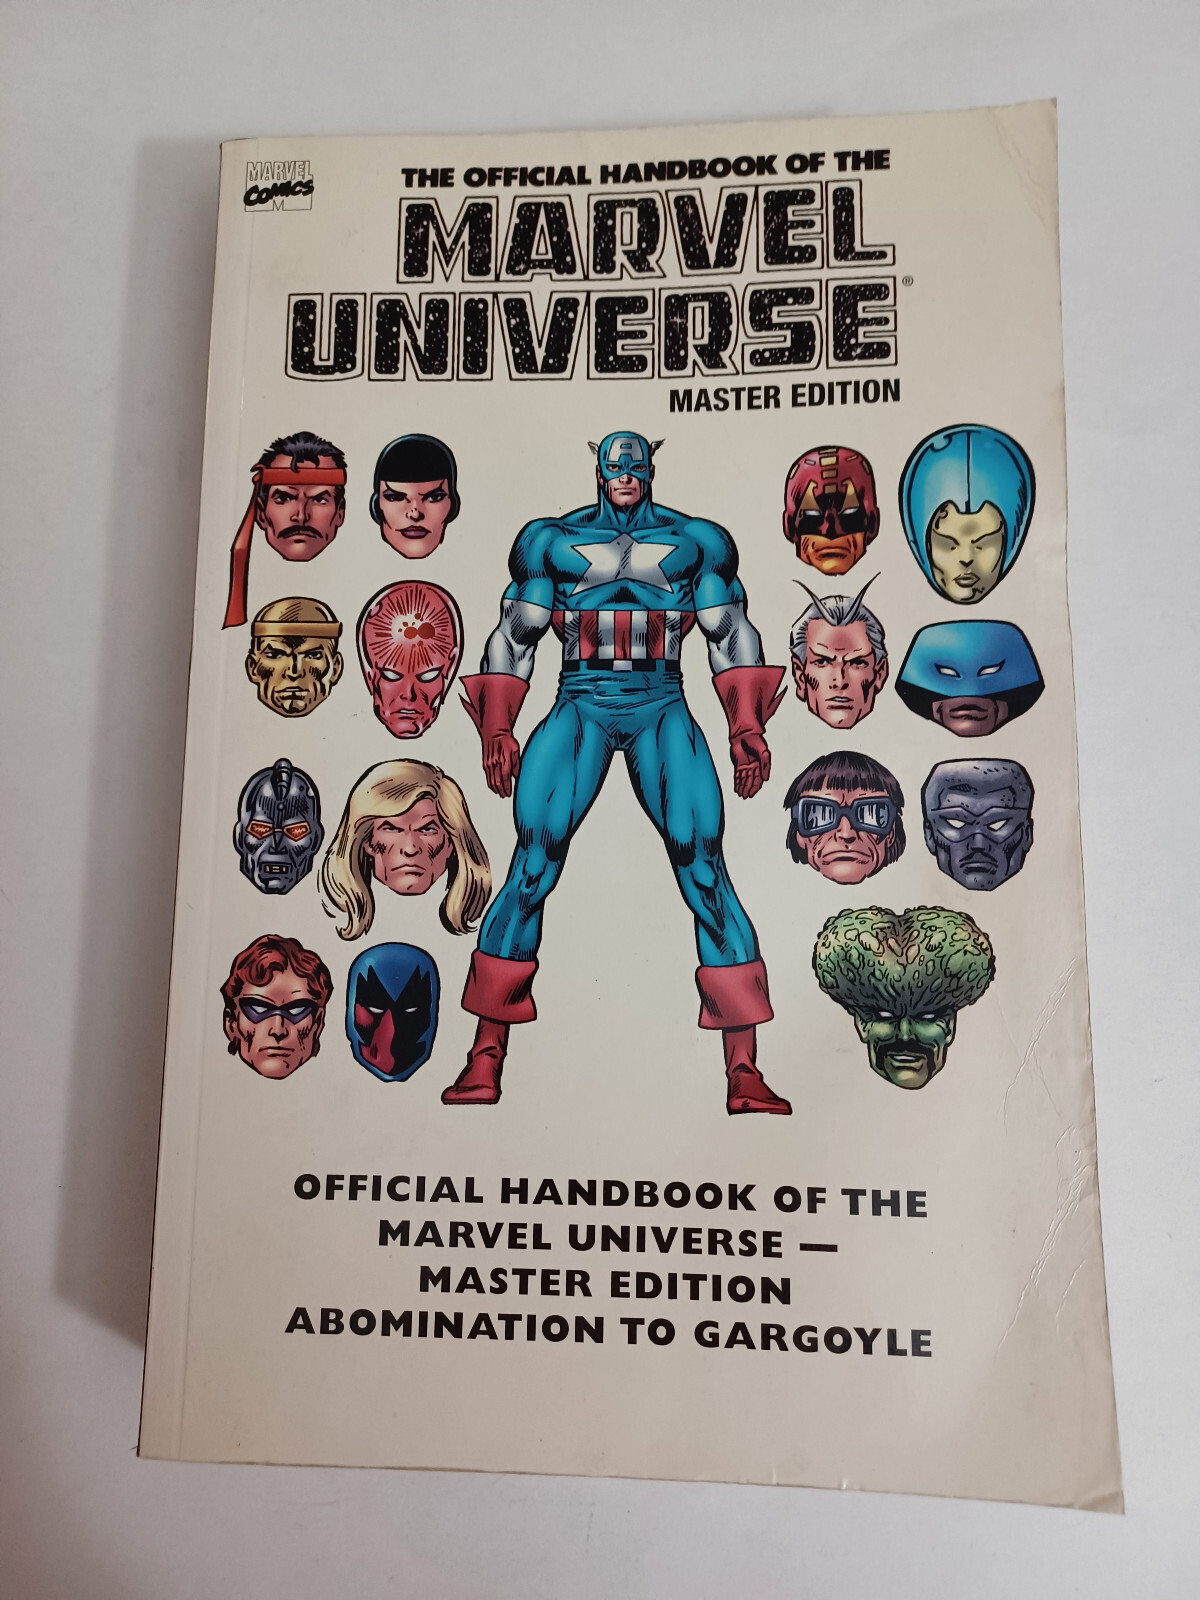 MARVEL
COMICS
M
THE OFFICIAL HANDBOOK OF THE
MARVEL
UNIVERSE®
MASTER EDITION
OFFICIAL HANDBOOK OF THE
MARVEL UNIVERSE —
MASTER EDITION
ABOMINATION TO GARGOYLE